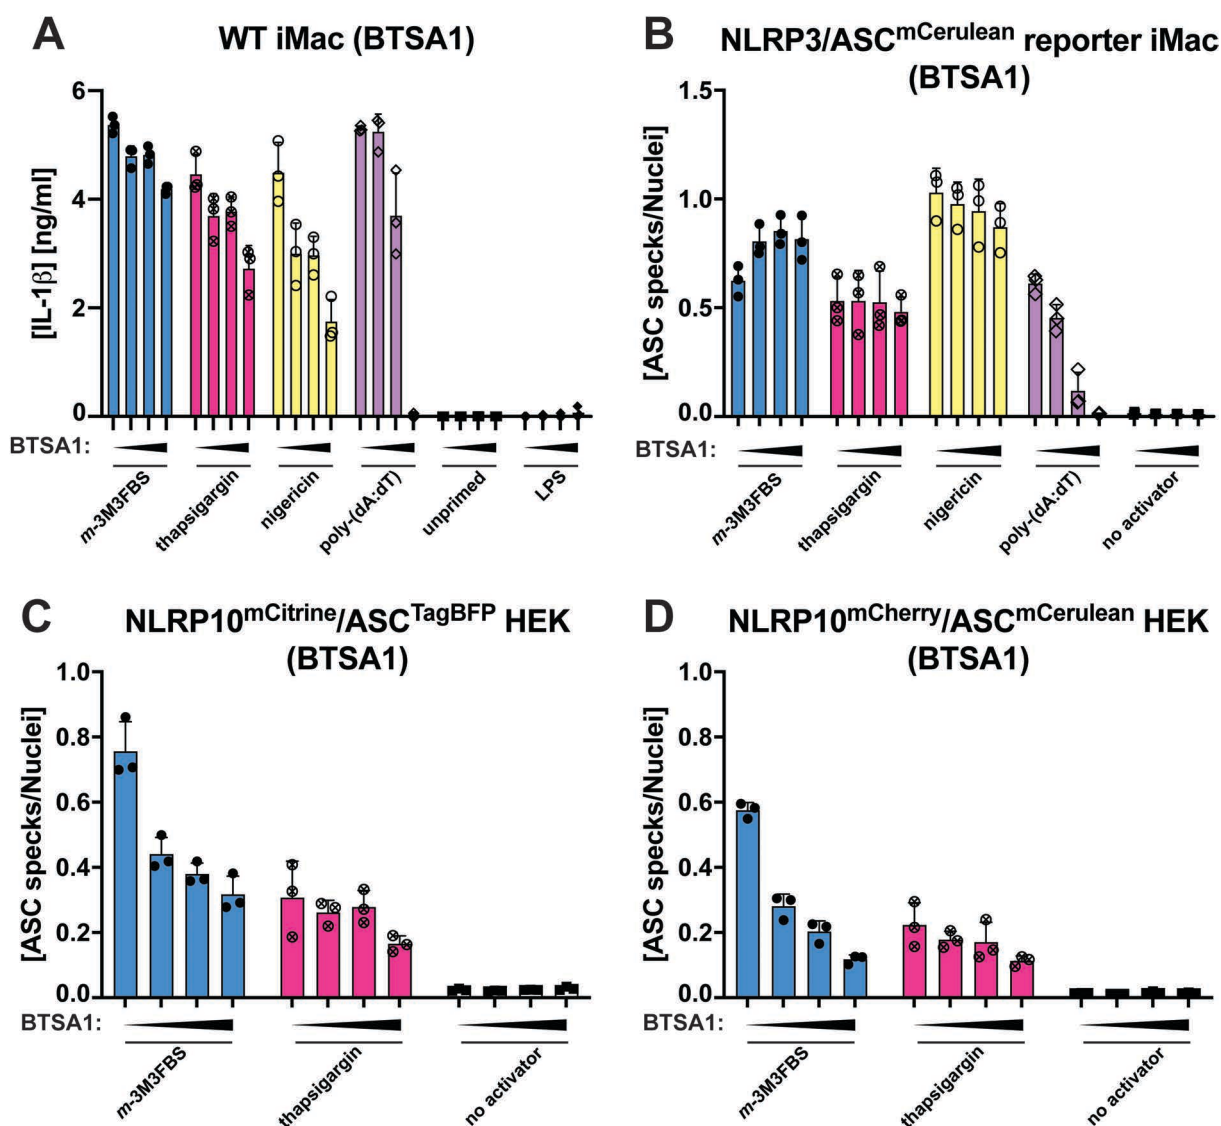 A
WT iMac (BTSA1)
[IL-1β] [ng/ml]
6
4
2
0
BTSA1:
m-3M3FBS
thapsigargin
nigericin
poly-(dA:dT)
unprimed
LPS
B
NLRP3/ASCmCerulean reporter iMac
(BTSA1)
[ASC specks/Nuclei]
1.5
1.0
0.5
0.0
BTSA1:
m-3M3FBS
thapsigargin
nigericin
poly-(dA:dT)
no activator
C
NLRP10mCitrine/ASCTagBFP HEK
(BTSA1)
[ASC specks/Nuclei]
1.0
0.8
0.6
0.4
0.2
0.0
BTSA1:
m-3M3FBS
thapsigargin
no activator
D
NLRP10mCherry/ASCmCerulean HEK
(BTSA1)
[ASC specks/Nuclei]
1.0
0.8
0.6
0.4
0.2
0.0
BTSA1:
m-3M3FBS
thapsigargin
no activator